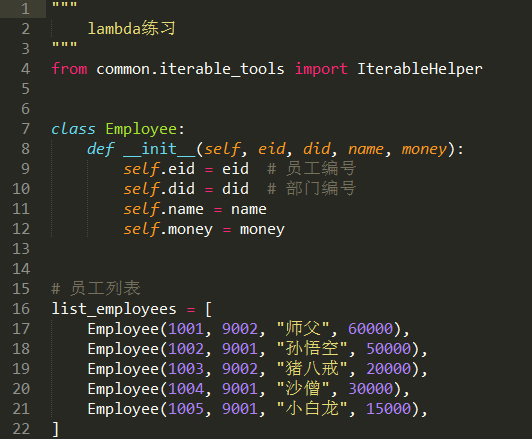 1 """
2     lambda练习
3 """
4 from common.iterable_tools import IterableHelper
5
6
7 class Employee:
8     def __init__(self, eid, did, name, money):
9         self.eid = eid  # 员工编号
10         self.did = did  # 部门编号
11         self.name = name
12         self.money = money
13
14
15 # 员工列表
16 list_employees = [
17     Employee(1001, 9002, "师父", 60000),
18     Employee(1002, 9001, "孙悟空", 50000),
19     Employee(1003, 9002, "猪八戒", 20000),
20     Employee(1004, 9001, "沙僧", 30000),
21     Employee(1005, 9001, "小白龙", 15000),
22 ]